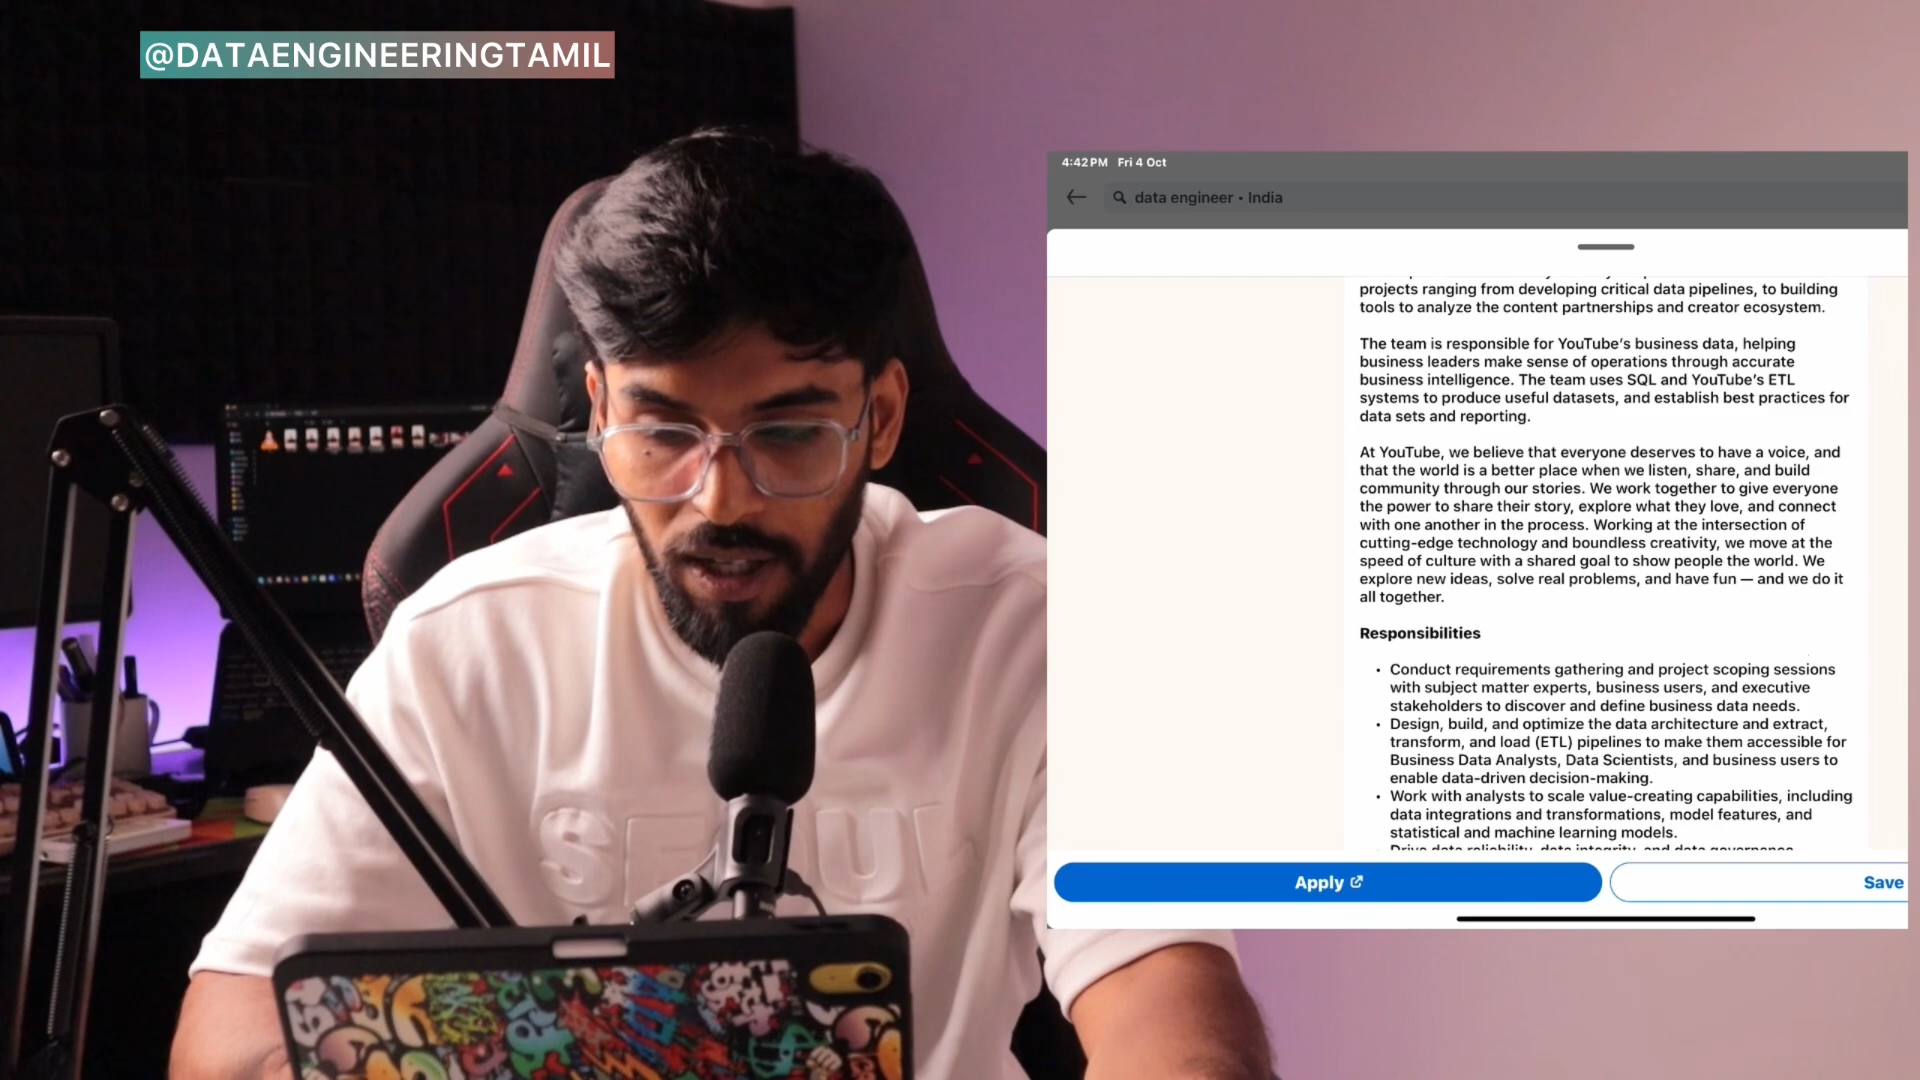 @DATAENGINEERINGTAMIL
4:42 PM Fri 4 Oct
data engineer • India
projects ranging from developing critical data pipelines, to building
tools to analyze the content partnerships and creator ecosystem.
The team is responsible for YouTube’s business data, helping
business leaders make sense of operations through accurate
business intelligence. The team uses SQL and YouTube’s ETL
systems to produce useful datasets, and establish best practices for
data sets and reporting.
At YouTube, we believe that everyone deserves to have a voice, and
that the world is a better place when we listen, share, and build
community through our stories. We work together to give everyone
the power to share their story, explore what they love, and connect
with one another in the process. Working at the intersection of
cutting-edge technology and boundless creativity, we move at the
speed of culture with a shared goal to show people the world. We
explore new ideas, solve real problems, and have fun — and we do it
all together.
Responsibilities
• Conduct requirements gathering and project scoping sessions
with subject matter experts, business users, and executive
stakeholders to discover and define business data needs.
• Design, build, and optimize the data architecture and extract,
transform, and load (ETL) pipelines to make them accessible for
Business Data Analysts, Data Scientists, and business users to
enable data-driven decision-making.
• Work with analysts to scale value-creating capabilities, including
data integrations and transformations, model features, and
statistical and machine learning models.
• Drive data reliability, data integrity, and data governance
Apply
Save
SEOUL